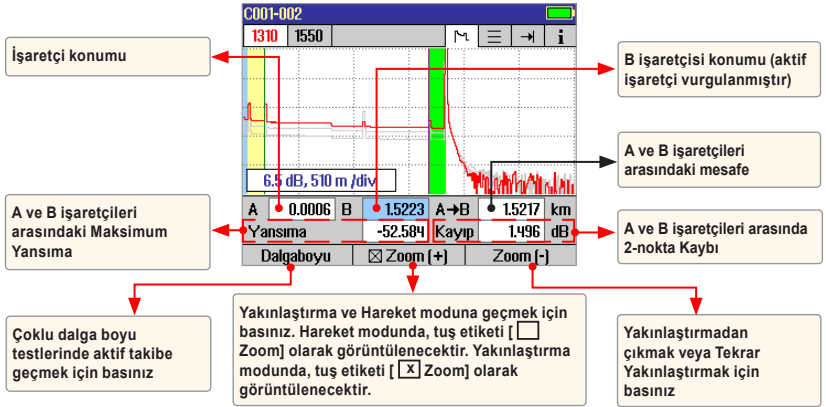 C001-002
1310 1550 i
6.5 dB, 510 m /div
A 0.0006 B 1.5223 A→B 1.5217 km
Yansıma -52.584 Kayıp 1.496 dB
Dalgaboyu ☒ Zoom (+) Zoom (-)
İşaretçi konumu
A ve B işaretçileri
arasındaki Maksimum
Yansıma
B işaretçisi konumu (aktif
işaretçi vurgulanmıştır)
A ve B işaretçileri
arasındaki mesafe
A ve B işaretçileri arasında
2-nokta Kaybı
Çoklu dalga boyu
testlerinde aktif takibe
geçmek için basınız
Yakınlaştırma ve Hareket moduna geçmek için
basınız. Hareket modunda, tuş etiketi [ ☐
Zoom] olarak görüntülenecektir. Yakınlaştırma
modunda, tuş etiketi [ X Zoom] olarak
görüntülenecektir.
Yakınlaştırmadan
çıkmak veya Tekrar
Yakınlaştırmak için
basınız